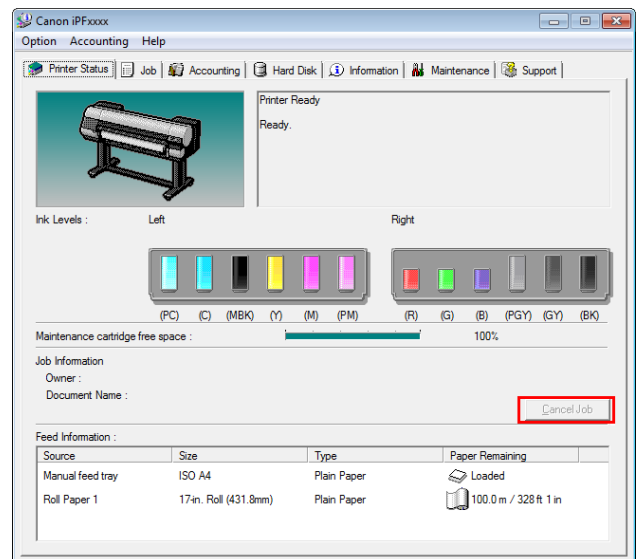 Canon iPFxxxx
Option Accounting Help
Printer Status Job Accounting Hard Disk Information Maintenance Support
Printer Ready
Ready.
Ink Levels : Left Right
(PC) (C) (MBK) (Y) (M) (PM) (R) (G) (B) (PGY) (GY) (BK)
Maintenance cartridge free space : 100%
Job Information
Owner :
Document Name :
Cancel Job
Feed Information :
Source Size Type Paper Remaining
Manual feed tray ISO A4 Plain Paper Loaded
Roll Paper 1 17-in. Roll (431.8mm) Plain Paper 100.0 m / 328 ft 1 in